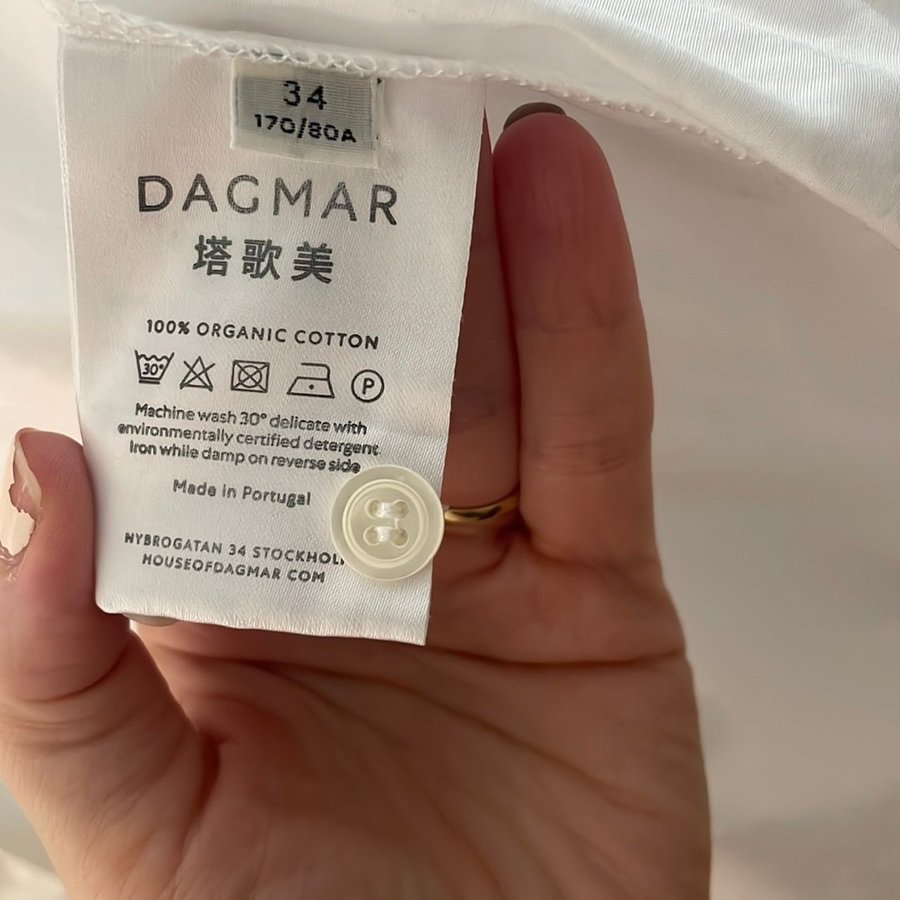 34
170/80A
DAGMAR
塔歌美
100% ORGANIC COTTON
30° P
Machine wash 30° delicate with
environmentally certified detergent
Iron while damp on reverse side
Made in Portugal
NYBROGATAN 34 STOCKHOL
HOUSEOFDAGMAR COM